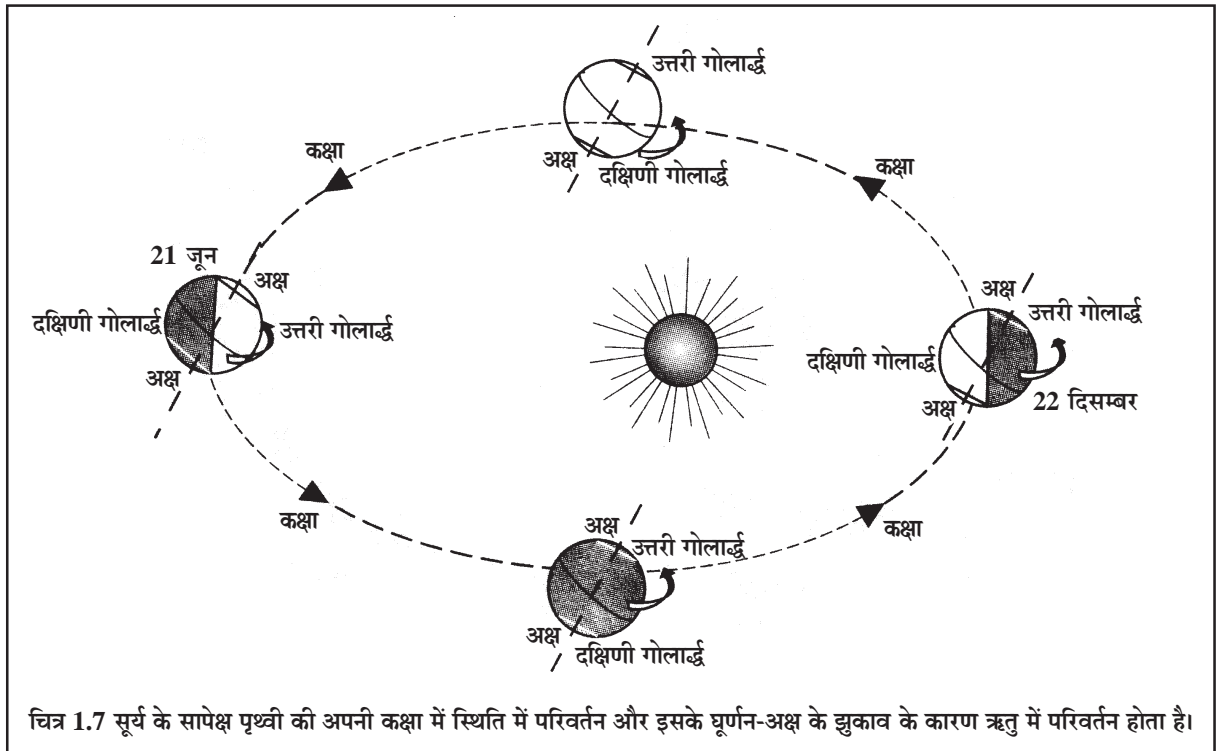 उत्तरी गोलार्द्ध
अक्ष
दक्षिणी गोलार्द्ध
कक्षा
कक्षा
21 जून
अक्ष
दक्षिणी गोलार्द्ध
उत्तरी गोलार्द्ध
अक्ष
अक्ष
उत्तरी गोलार्द्ध
दक्षिणी गोलार्द्ध
अक्ष
22 दिसम्बर
कक्षा
कक्षा
अक्ष
उत्तरी गोलार्द्ध
अक्ष
दक्षिणी गोलार्द्ध
चित्र 1.7 सूर्य के सापेक्ष पृथ्वी की अपनी कक्षा में स्थिति में परिवर्तन और इसके घूर्णन-अक्ष के झुकाव के कारण ऋतु में परिवर्तन होता है।